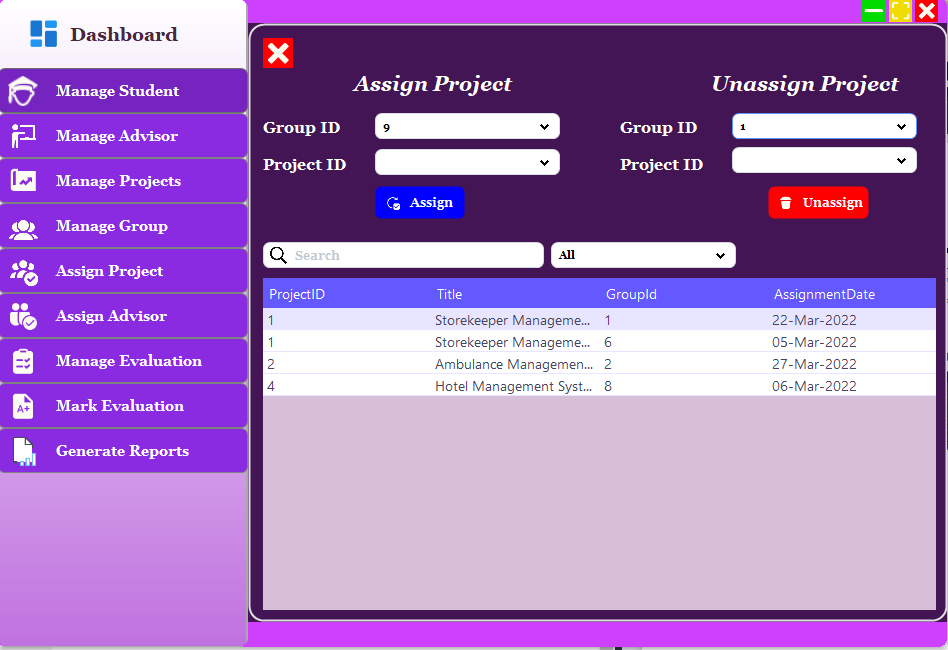 Dashboard
Manage Student
Manage Advisor
Manage Projects
Manage Group
Assign Project
Assign Advisor
Manage Evaluation
A+
Mark Evaluation
Generate Reports
Assign Project
Group ID 9
Project ID
Assign
Unassign Project
Group ID 1
Project ID
Unassign
Search All
ProjectID Title GroupId AssignmentDate
1 Storekeeper Manageme... 1 22-Mar-2022
1 Storekeeper Manageme... 6 05-Mar-2022
2 Ambulance Managemen... 2 27-Mar-2022
4 Hotel Management Syst... 8 06-Mar-2022